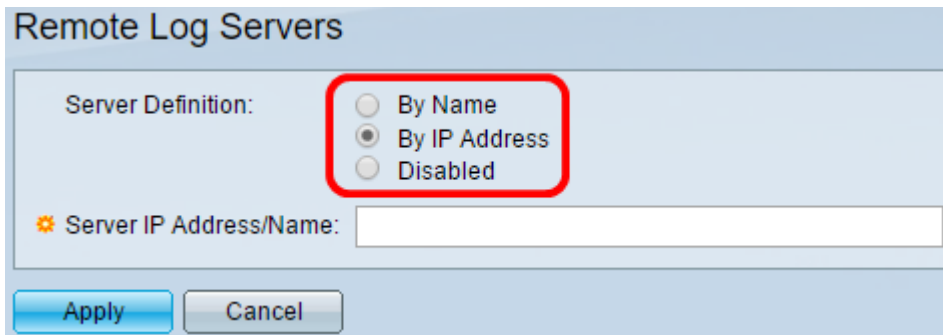 Remote Log Servers
Server Definition:
By Name
By IP Address
Disabled
Server IP Address/Name:
Apply Cancel